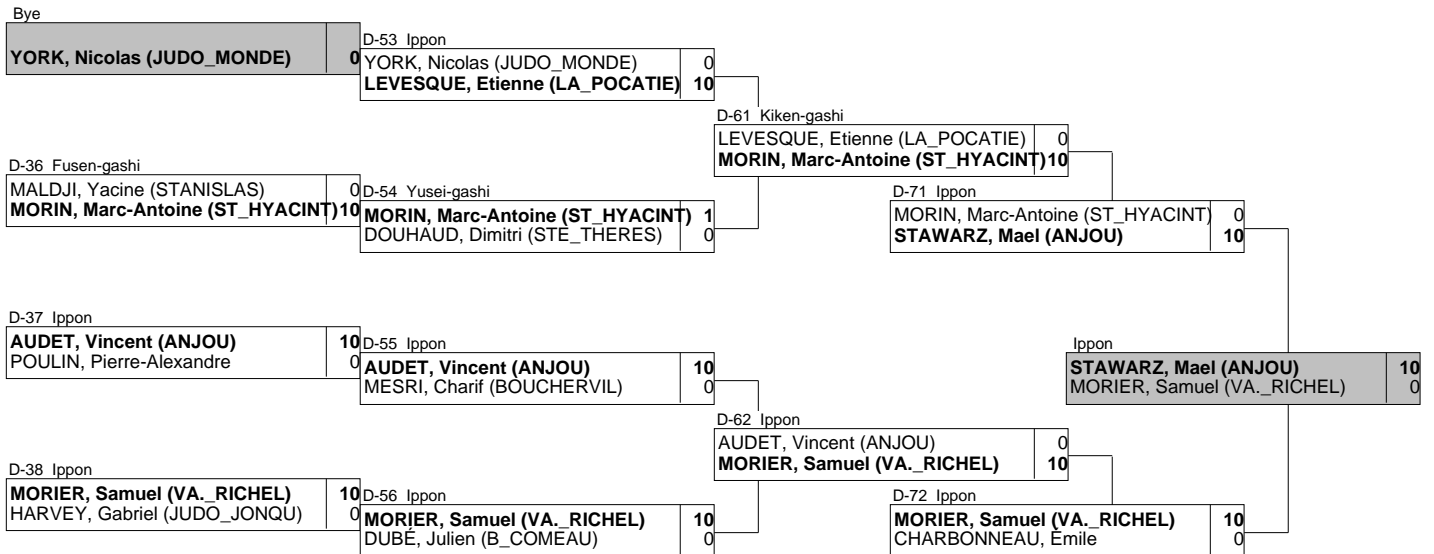 Bye
YORK, Nicolas (JUDO_MONDE) 0
D-36 Fusen-gashi
MALDJI, Yacine (STANISLAS) 0
MORIN, Marc-Antoine (ST_HYACINT) 10
D-37 Ippon
AUDET, Vincent (ANJOU) 10
POULIN, Pierre-Alexandre 0
D-38 Ippon
MORIER, Samuel (VA._RICHEL) 10
HARVEY, Gabriel (JUDO_JONQU) 0
D-53 Ippon
YORK, Nicolas (JUDO_MONDE) 0
LEVESQUE, Etienne (LA_POCATIE) 10
D-54 Yusei-gashi
MORIN, Marc-Antoine (ST_HYACINT) 1
DOUHAUD, Dimitri (STE_THERES) 0
D-55 Ippon
AUDET, Vincent (ANJOU) 10
MESRI, Charif (BOUCHERVIL) 0
D-56 Ippon
MORIER, Samuel (VA._RICHEL) 10
DUBÉ, Julien (B_COMEAU) 0
D-61 Kiken-gashi
LEVESQUE, Etienne (LA_POCATIE) 0
MORIN, Marc-Antoine (ST_HYACINT) 10
D-62 Ippon
AUDET, Vincent (ANJOU) 0
MORIER, Samuel (VA._RICHEL) 10
D-71 Ippon
MORIN, Marc-Antoine (ST_HYACINT) 0
STAWARZ, Mael (ANJOU) 10
D-72 Ippon
MORIER, Samuel (VA._RICHEL) 10
CHARBONNEAU, Émile 0
Ippon
STAWARZ, Mael (ANJOU) 10
MORIER, Samuel (VA._RICHEL) 0